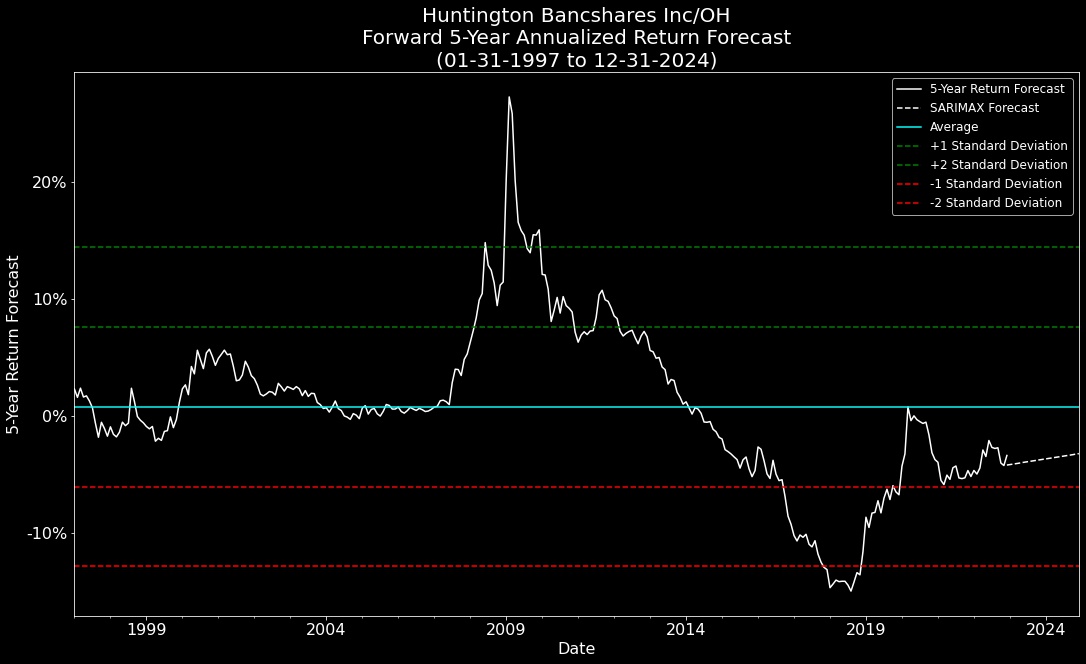 Huntington Bancshares Inc/OH
Forward 5-Year Annualized Return Forecast
(01-31-1997 to 12-31-2024)
5-Year Return Forecast
SARIMAX Forecast
Average
+1 Standard Deviation
+2 Standard Deviation
-1 Standard Deviation
-2 Standard Deviation
5-Year Return Forecast
20%
10%
0%
-10%
1999 2004 2009 2014 2019 2024
Date